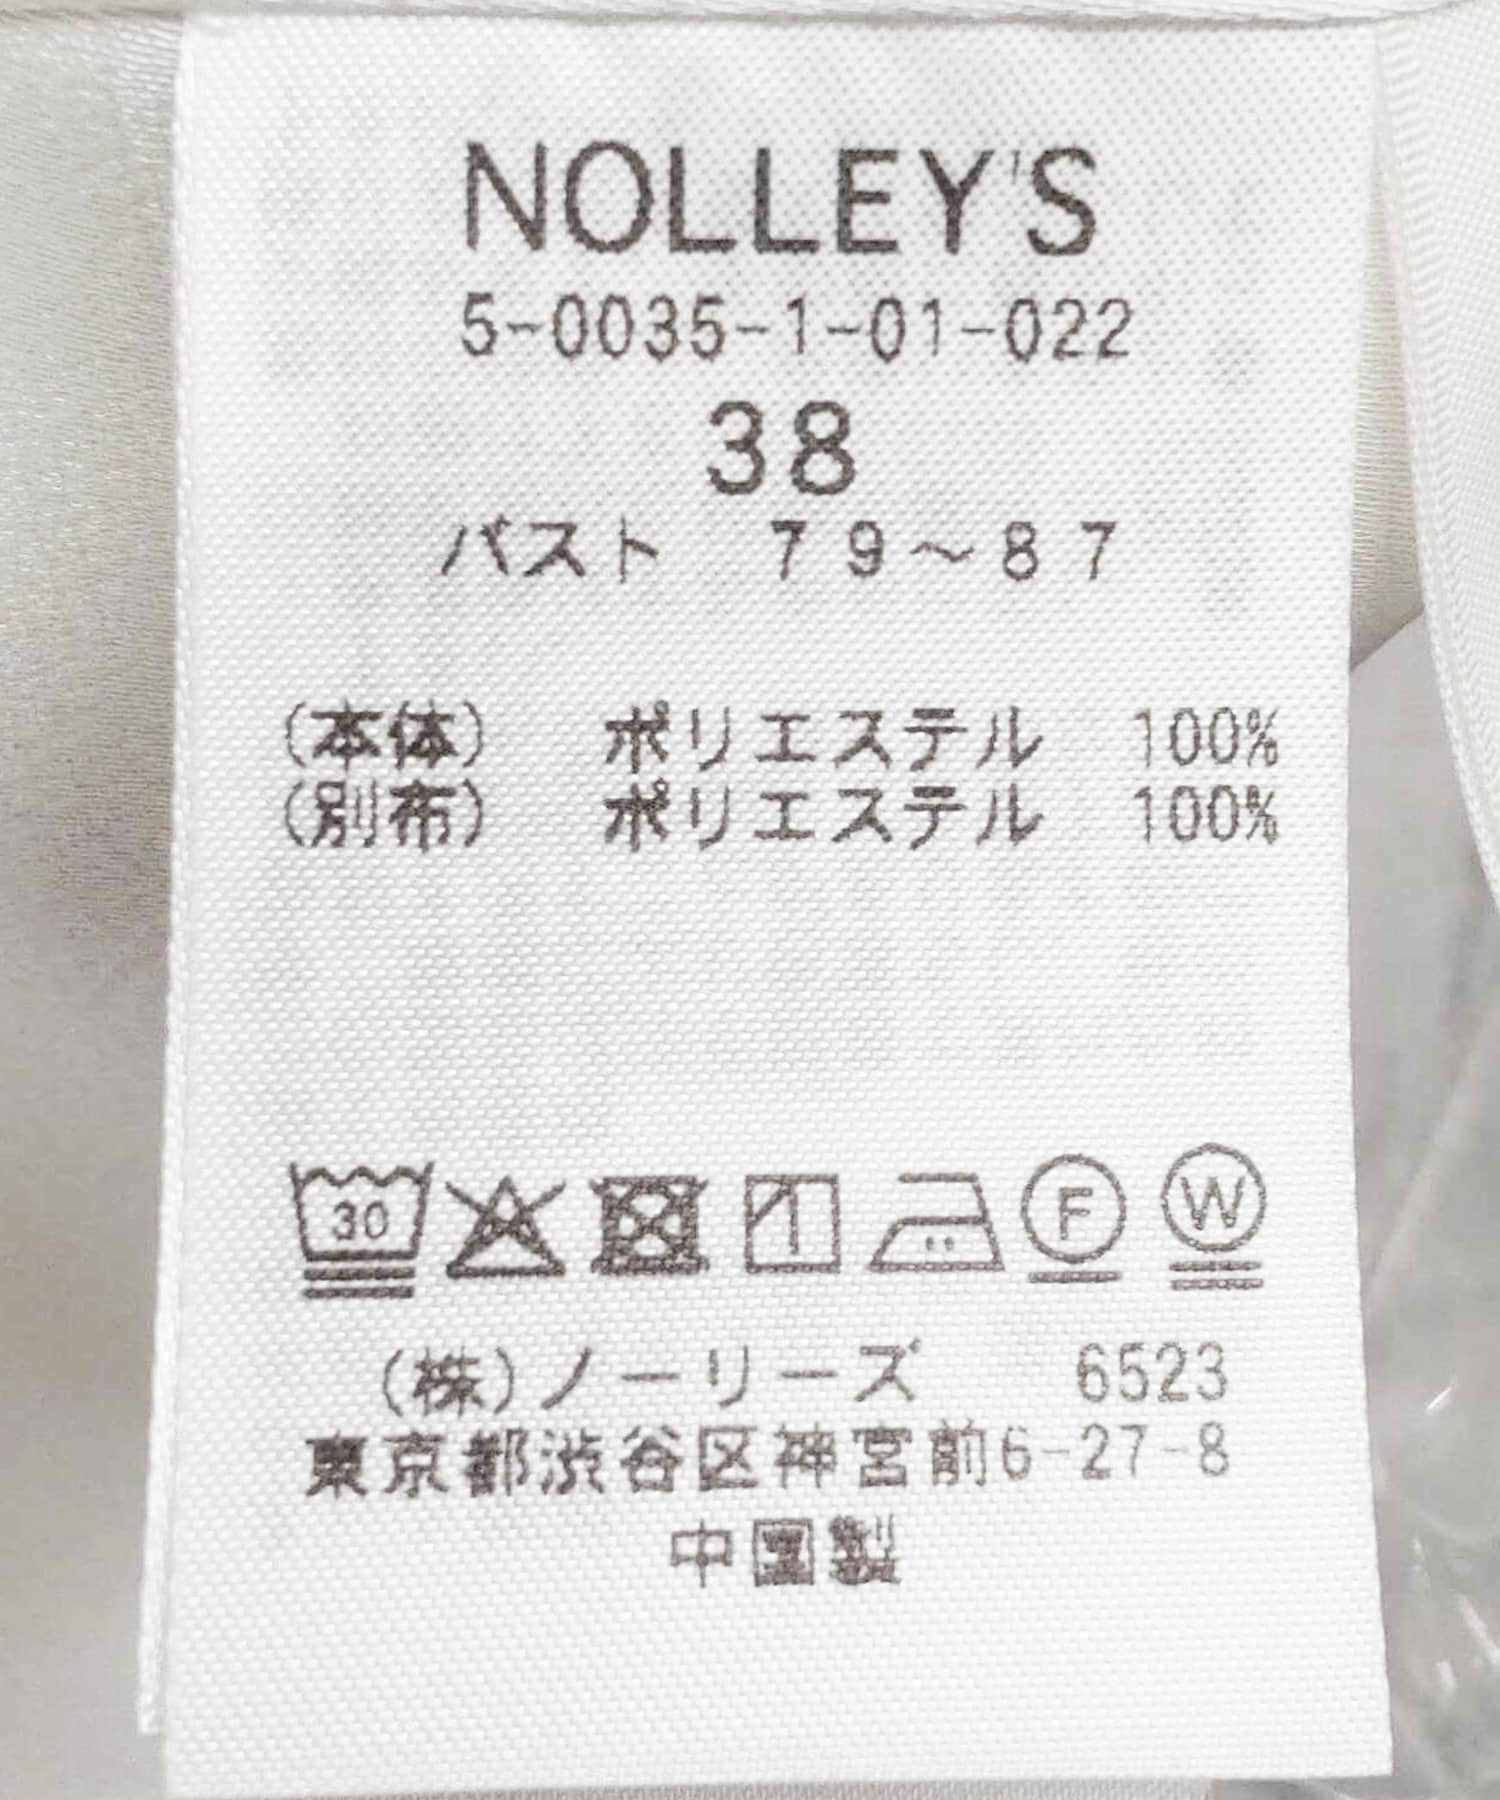 NOLLEY'S
5-0035-1-01-022
38
バスト 79～87
(本体) ポリエステル 100%
(別布) ポリエステル 100%
30 F W
(株)ノーリーズ 6523
東京都渋谷区神宮前6-27-8
中国製